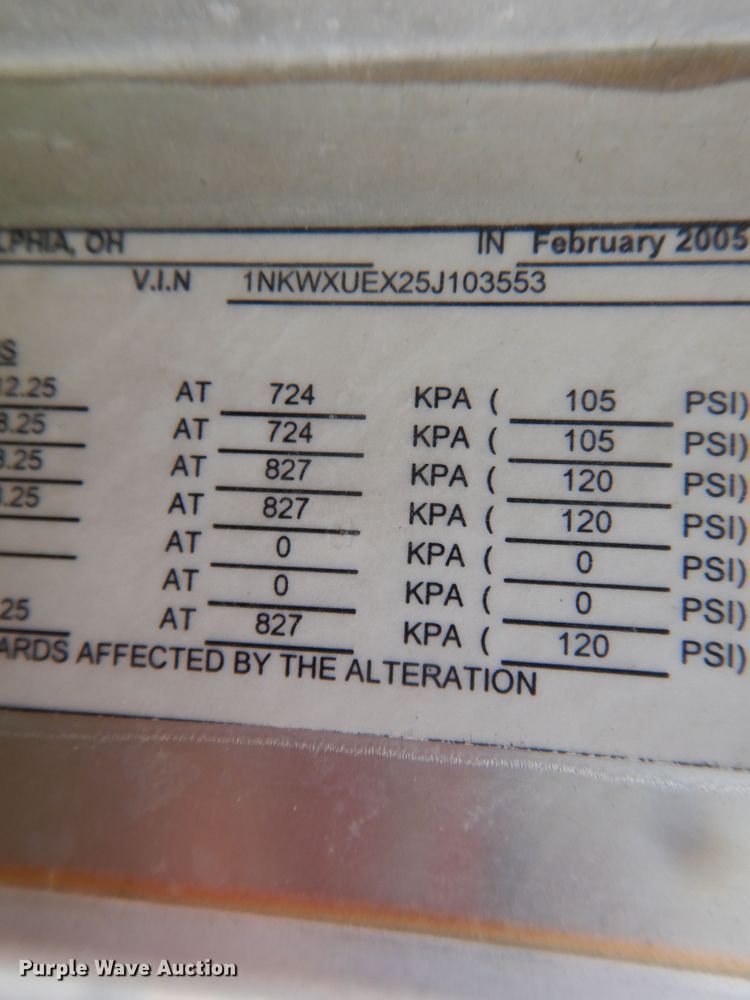 LPHIA, OH IN February 2005
V.I.N 1NKWXUEX25J103553
S
12.25 AT 724 KPA ( 105 PSI)
8.25 AT 724 KPA ( 105 PSI)
8.25 AT 827 KPA ( 120 PSI)
.25 AT 827 KPA ( 120 PSI)
AT 0 KPA ( 0 PSI)
AT 0 KPA ( 0 PSI)
25 AT 827 KPA ( 120 PSI)
ARDS AFFECTED BY THE ALTERATION
Purple Wave Auction